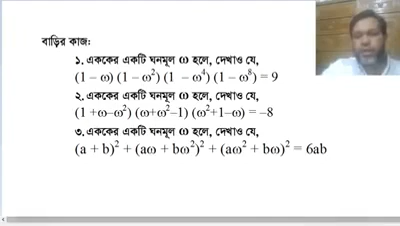 বাড়ির কাজ:
১. এককের একটি ঘনমূল ω হলে, দেখাও যে,
(1 – ω) (1 – ω²) (1 – ω⁴) (1 – ω⁸) = 9
২. এককের একটি ঘনমূল ω হলে, দেখাও যে,
(1 +ω–ω²) (ω+ω²–1) (ω²+1–ω) = –8
৩. এককের একটি ঘনমূল ω হলে, দেখাও যে,
(a + b)² + (aω + bω²)² + (aω² + bω)² = 6ab